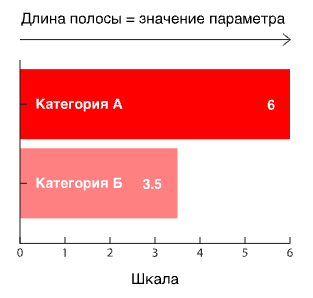 Длина полосы = значение параметра
Категория А
6
Категория Б
3.5
0 1 2 3 4 5 6
Шкала